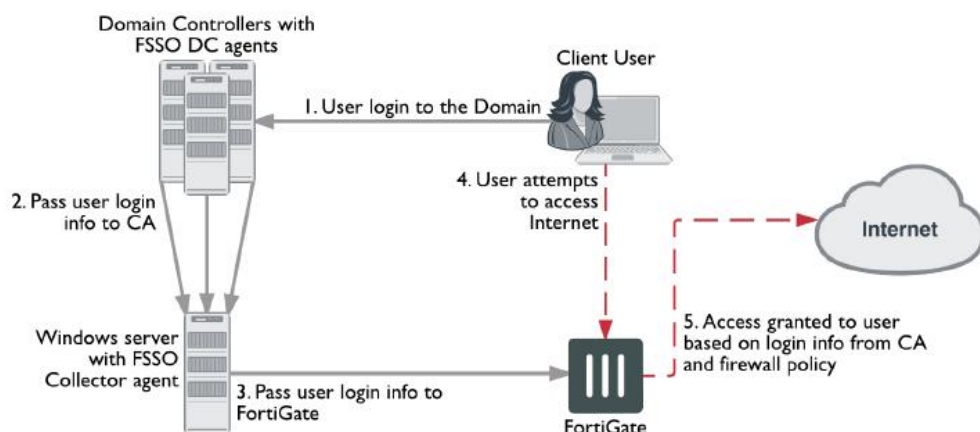 Domain Controllers with
FSSO DC agents
Client User
1. User login to the Domain
2. Pass user login
info to CA
4. User attempts
to access
Internet
Internet
Windows server
with FSSO
Collector agent
3. Pass user login info to
FortiGate
5. Access granted to user
based on login info from CA
and firewall policy
FortiGate